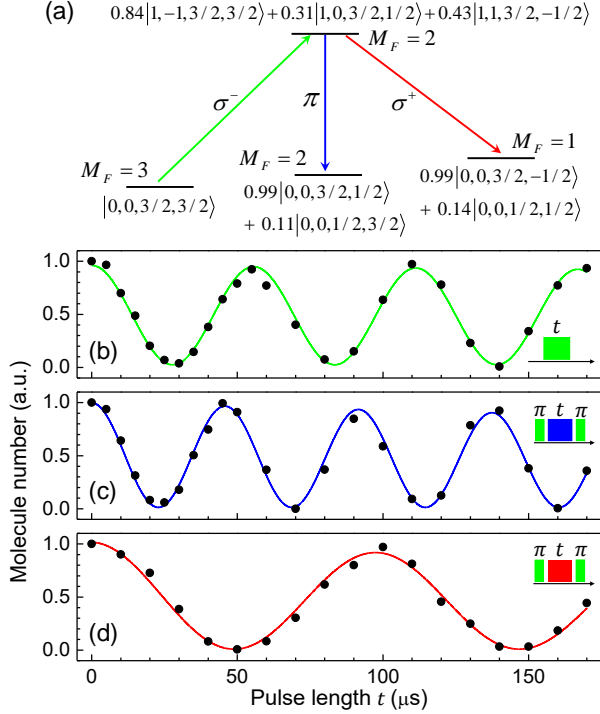 (a) 0.84|1,-1,3/2,3/2⟩+0.31|1,0,3/2,1/2⟩+0.43|1,1,3/2,-1/2⟩
M_F = 2
σ⁻ π σ⁺
M_F = 3 M_F = 2 M_F = 1
|0,0,3/2,3/2⟩ 0.99|0,0,3/2,1/2⟩ 0.99|0,0,3/2,-1/2⟩
+ 0.11|0,0,1/2,3/2⟩ + 0.14|0,0,1/2,1/2⟩
Molecule number (a.u.)
1.0
0.5
0.0
(b)
t
1.0
0.5
0.0
(c)
π t π
1.0
0.5
0.0
(d)
π t π
0 50 100 150
Pulse length t (μs)